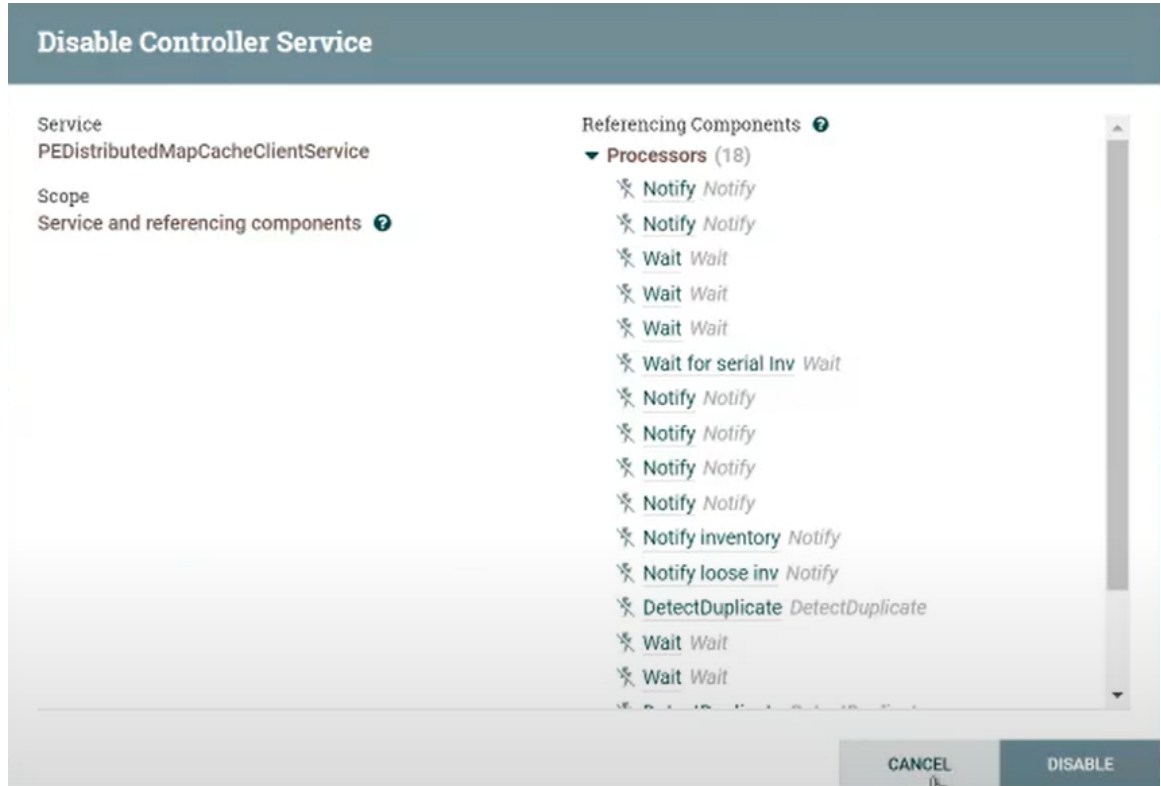 Disable Controller Service
Service
PEDistributedMapCacheClientService
Scope
Service and referencing components
Referencing Components
Processors (18)
Notify Notify
Notify Notify
Wait Wait
Wait Wait
Wait Wait
Wait for serial Inv Wait
Notify Notify
Notify Notify
Notify Notify
Notify Notify
Notify inventory Notify
Notify loose inv Notify
DetectDuplicate DetectDuplicate
Wait Wait
Wait Wait
CANCEL DISABLE